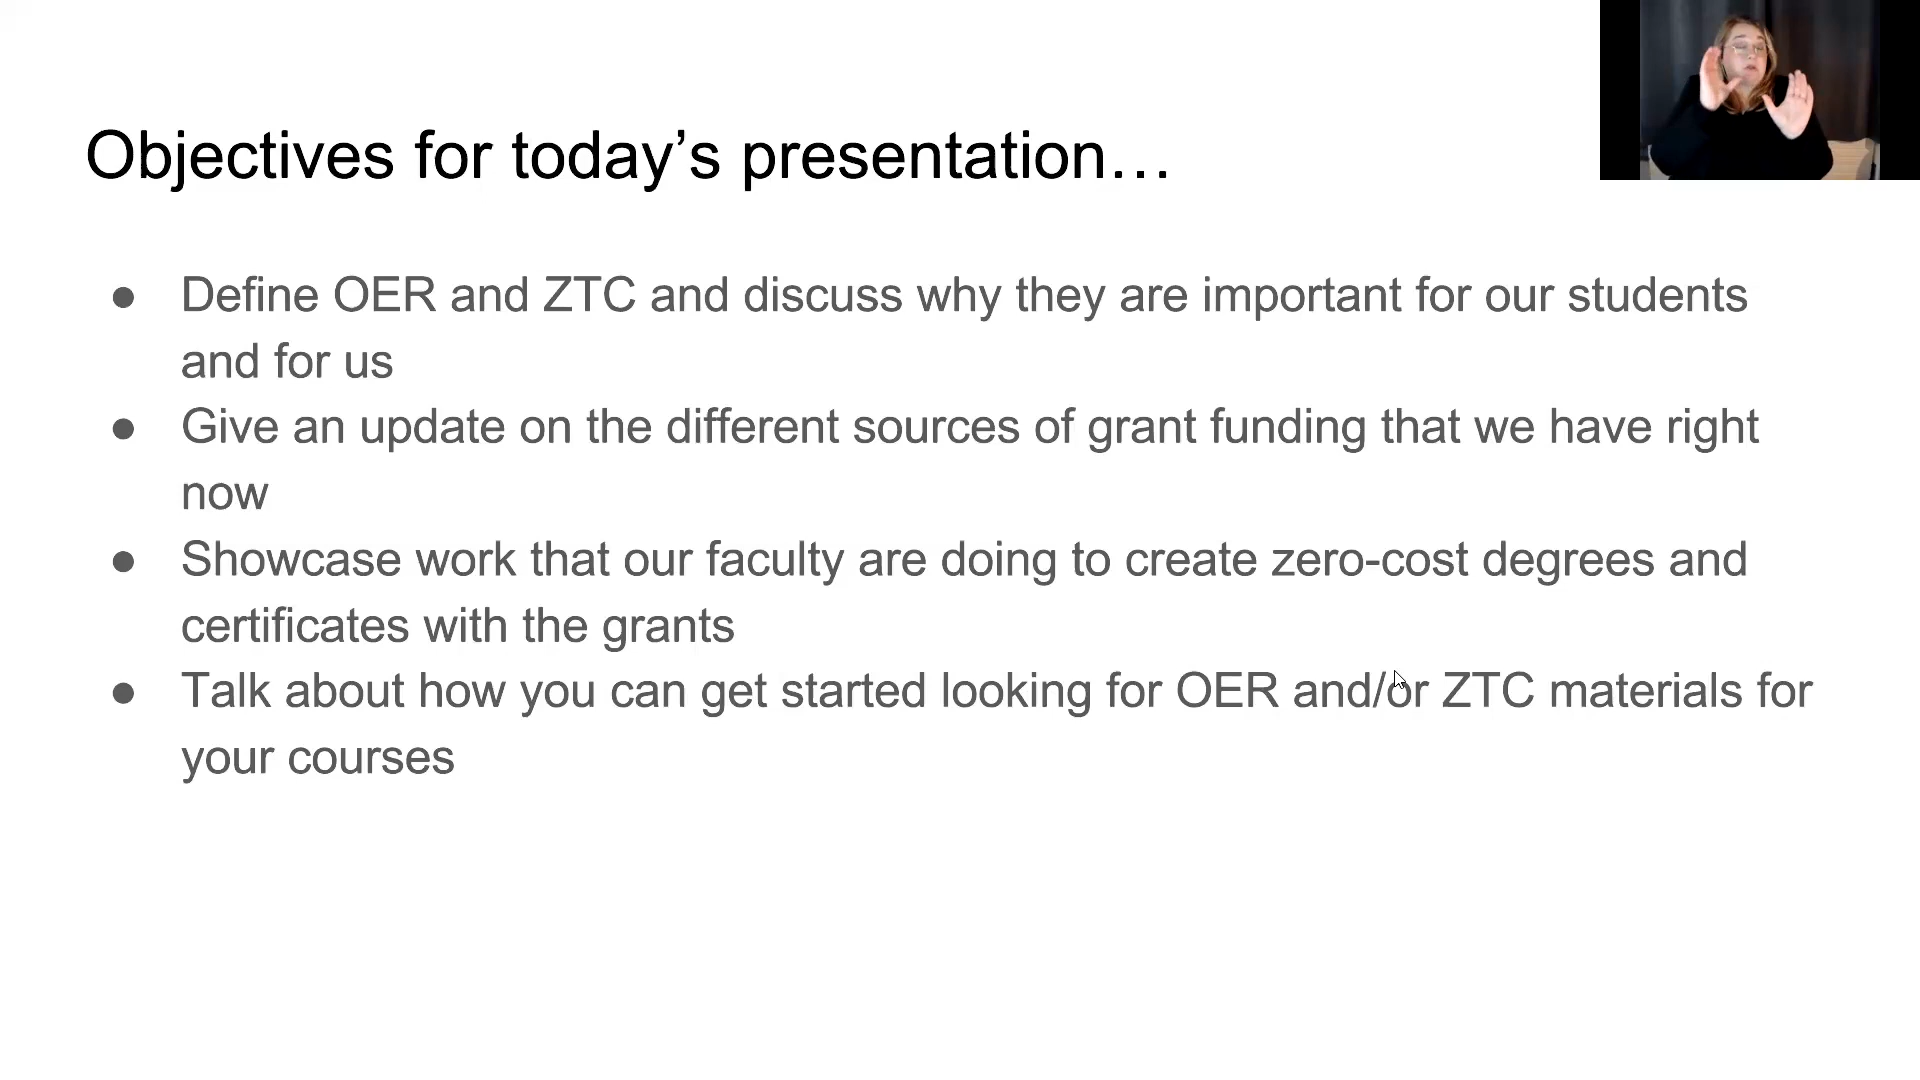 Objectives for today’s presentation…
● Define OER and ZTC and discuss why they are important for our students
and for us
● Give an update on the different sources of grant funding that we have right
now
● Showcase work that our faculty are doing to create zero-cost degrees and
certificates with the grants
● Talk about how you can get started looking for OER and/or ZTC materials for
your courses